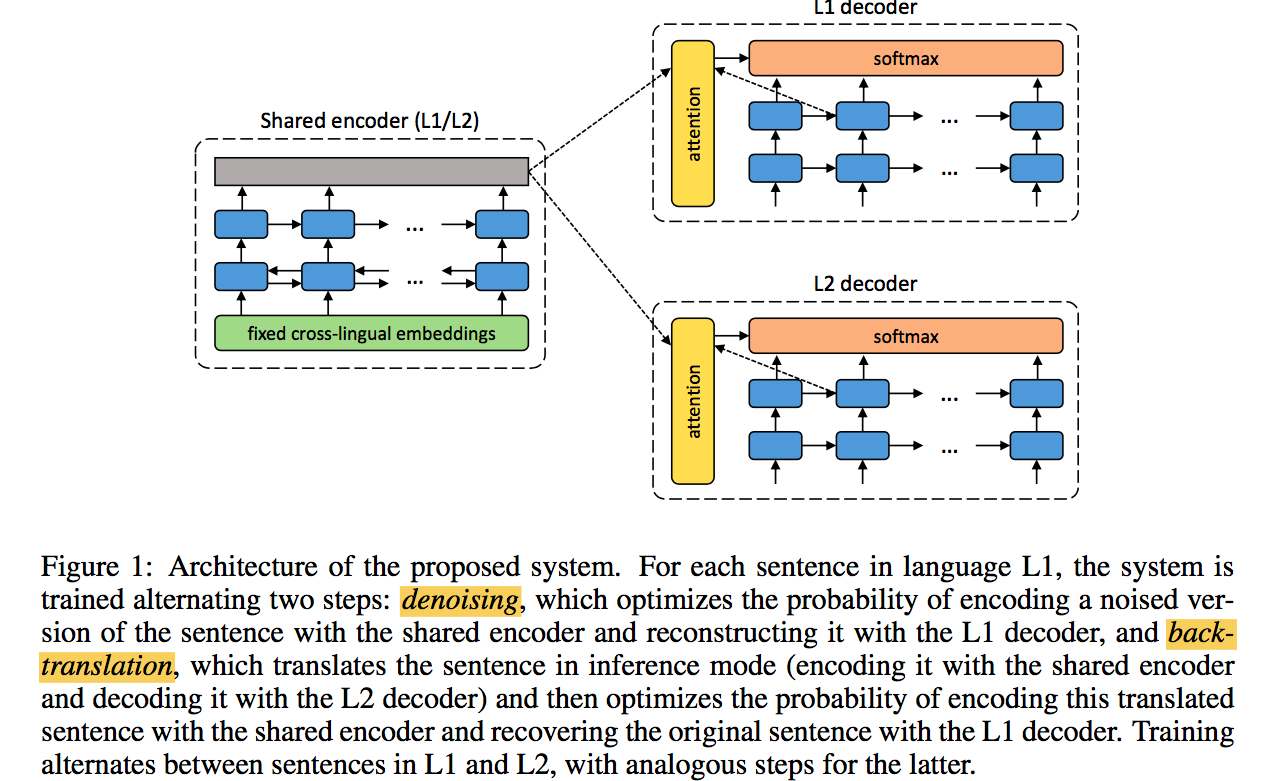 L1 decoder
softmax
attention
...
...
Shared encoder (L1/L2)
...
...
fixed cross-lingual embeddings
L2 decoder
softmax
attention
...
...
Figure 1: Architecture of the proposed system. For each sentence in language L1, the system is
trained alternating two steps: denoising, which optimizes the probability of encoding a noised ver-
sion of the sentence with the shared encoder and reconstructing it with the L1 decoder, and back-
translation, which translates the sentence in inference mode (encoding it with the shared encoder
and decoding it with the L2 decoder) and then optimizes the probability of encoding this translated
sentence with the shared encoder and recovering the original sentence with the L1 decoder. Training
alternates between sentences in L1 and L2, with analogous steps for the latter.